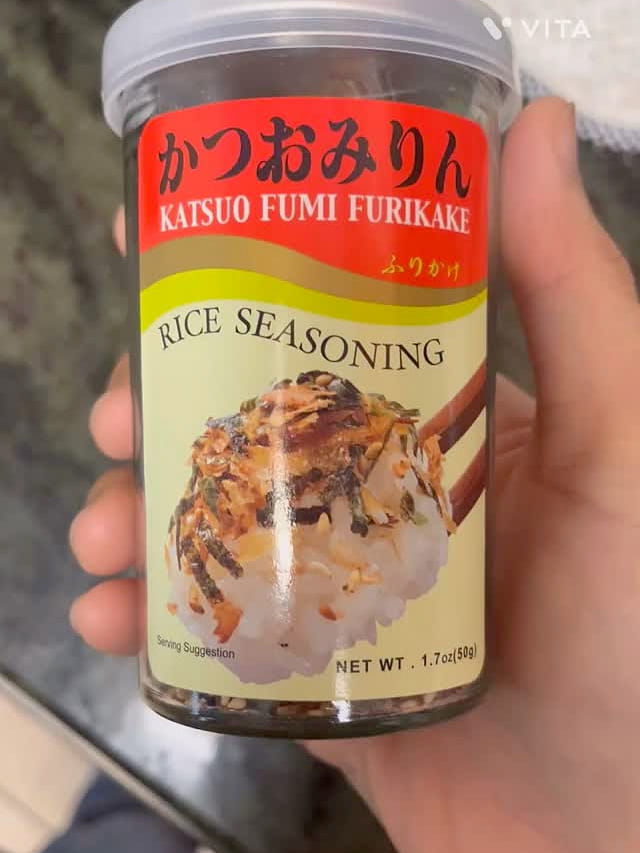 VITA
かつおみりん
KATSUO FUMI FURIKAKE
ふりかけ
RICE SEASONING
Serving Suggestion
NET WT . 1.7oz(50g)